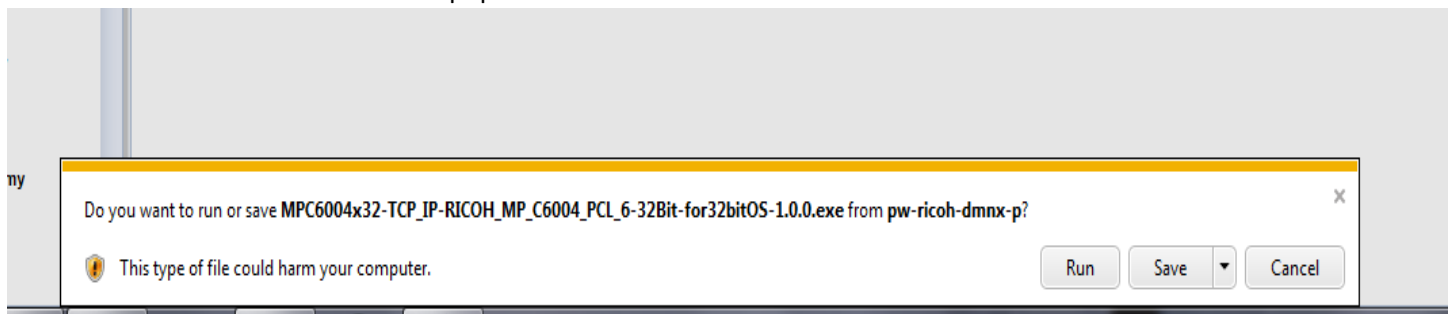 my
Do you want to run or save MPC6004x32-TCP_IP-RICOH_MP_C6004_PCL_6-32Bit-for32bitOS-1.0.0.exe from pw-ricoh-dmnx-p?
This type of file could harm your computer.
Run Save Cancel